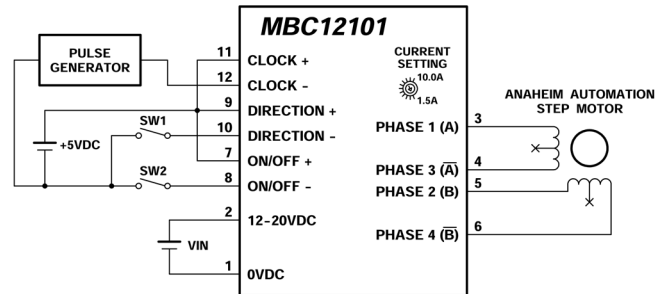 MBC12101
PULSE
GENERATOR
11
CLOCK +
12
CLOCK -
9
DIRECTION +
SW1
10
DIRECTION -
+5VDC
7
ON/OFF +
SW2
8
ON/OFF -
2
12-20VDC
VIN
1
0VDC
CURRENT
SETTING
10.0A
1.5A
3
PHASE 1 (A)
4
PHASE 3 (A̅)
5
PHASE 2 (B)
6
PHASE 4 (B̅)
ANAHEIM AUTOMATION
STEP MOTOR